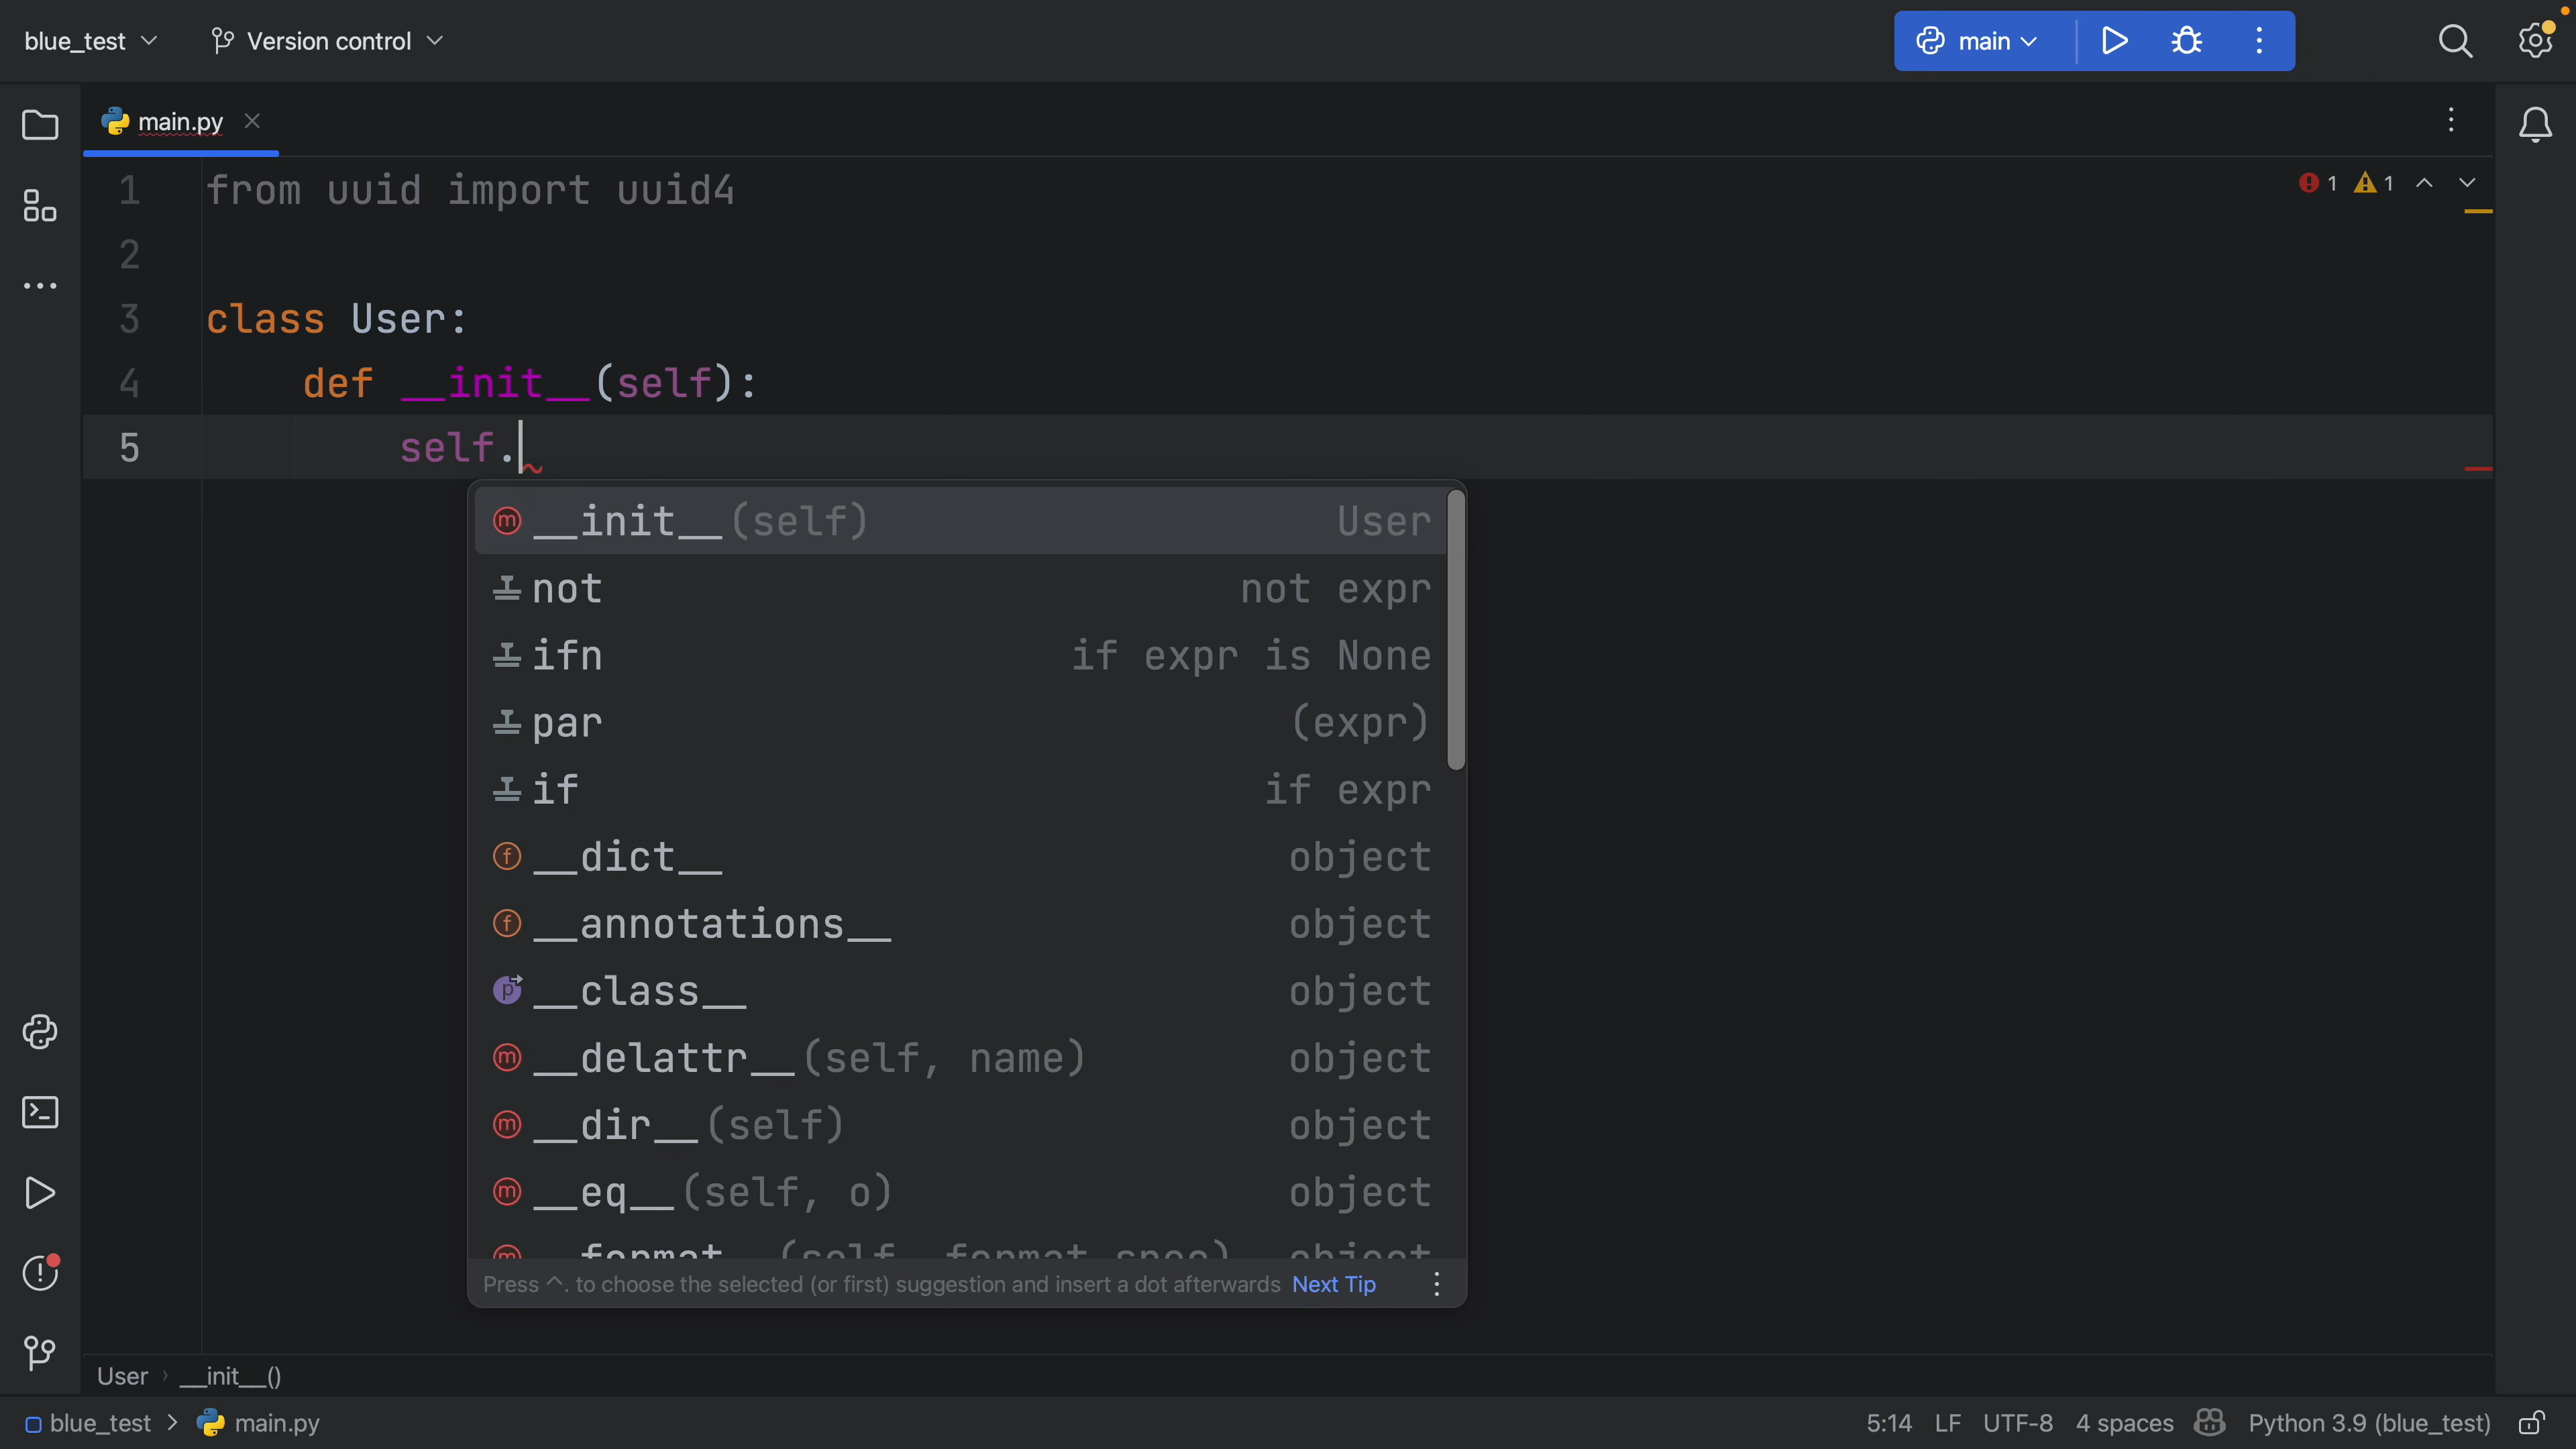 blue_test
Version control
main
main.py
1 from uuid import uuid4
1 1
2
3 class User:
4 def __init__(self):
5 self.
__init__(self) User
not not expr
ifn if expr is None
par (expr)
if if expr
__dict__ object
__annotations__ object
__class__ object
__delattr__(self, name) object
__dir__(self) object
__eq__(self, o) object
__format__(self, format_spec) object
Press ^. to choose the selected (or first) suggestion and insert a dot afterwards Next Tip
User › __init__()
blue_test > main.py
5:14 LF UTF-8 4 spaces Python 3.9 (blue_test)